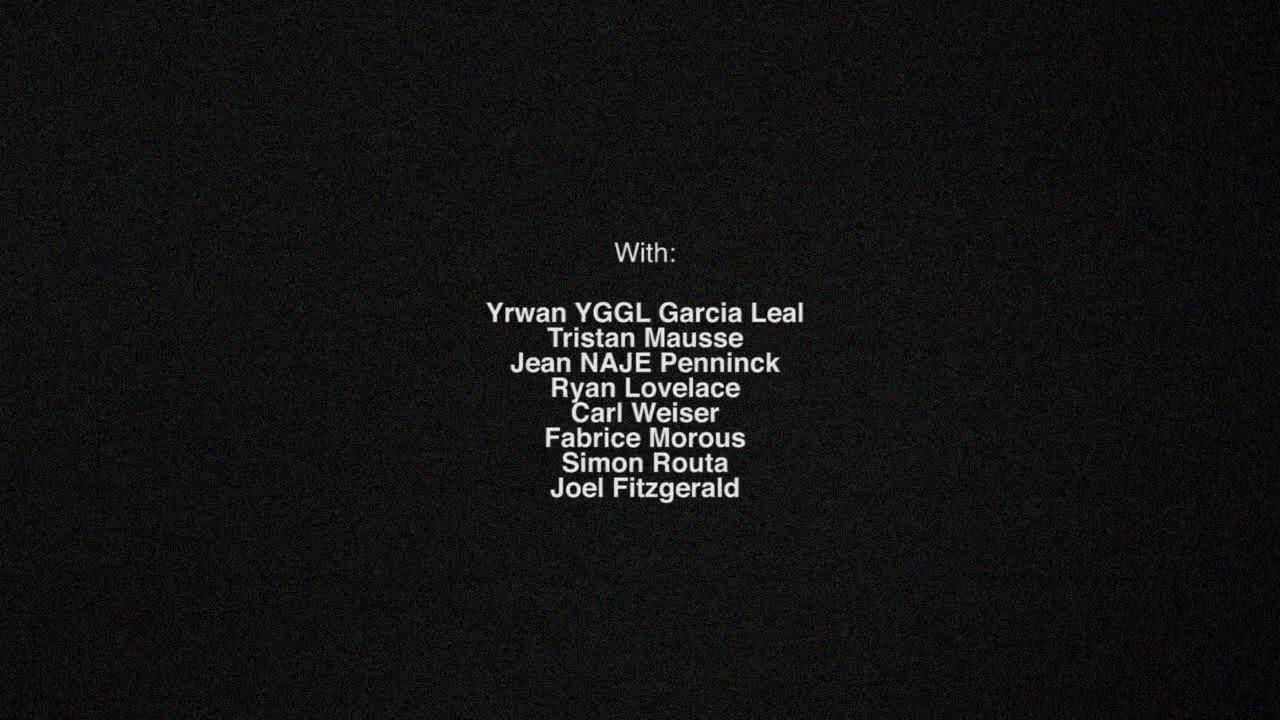 With:
Yrwan YGGL Garcia Leal
Tristan Mausse
Jean NAJE Penninck
Ryan Lovelace
Carl Weiser
Fabrice Morous
Simon Routa
Joel Fitzgerald